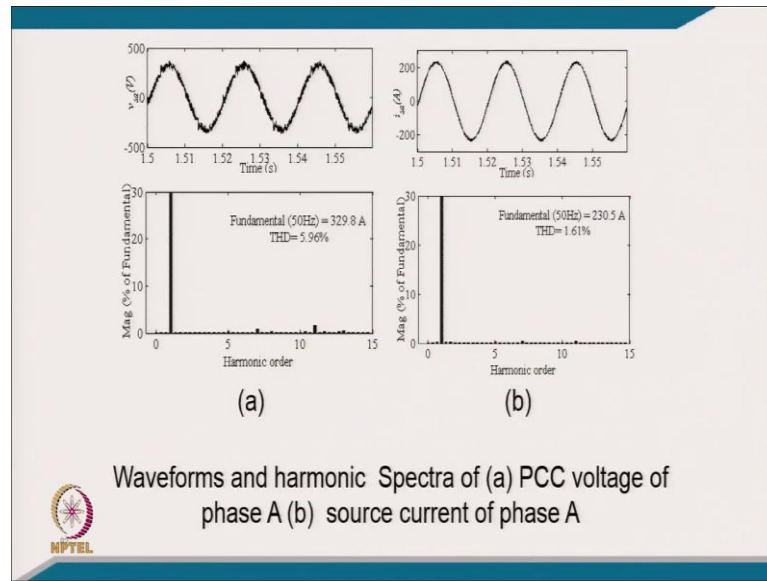 500
0
-500
v_sa(V)
1.5 1.51 1.52 1.53 1.54 1.55
Time (s)
200
0
-200
i_sa(A)
1.5 1.51 1.52 1.53 1.54 1.55
Time (s)
30
20
10
0
Mag (% of Fundamental)
Fundamental (50Hz) = 329.8 A
THD= 5.96%
0 5 10 15
Harmonic order
30
20
10
0
Mag (% of Fundamental)
Fundamental (50Hz) = 230.5 A
THD= 1.61%
0 5 10 15
Harmonic order
(a)
(b)
Waveforms and harmonic Spectra of (a) PCC voltage of
phase A (b) source current of phase A
NPTEL